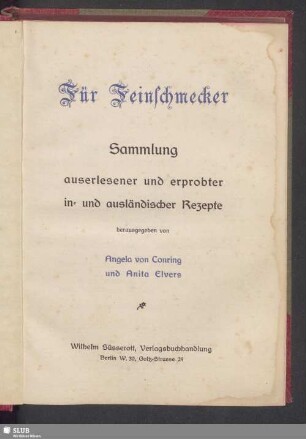 Für Feinschmecker
Sammlung
auserlesener und erprobter
in- und ausländischer Rezepte
herausgegeben von
Angela von Conring
und Anita Elvers
Wilhelm Süsserott, Verlagsbuchhandlung
Berlin W. 30, Goltz-Strasse 24
SLUB